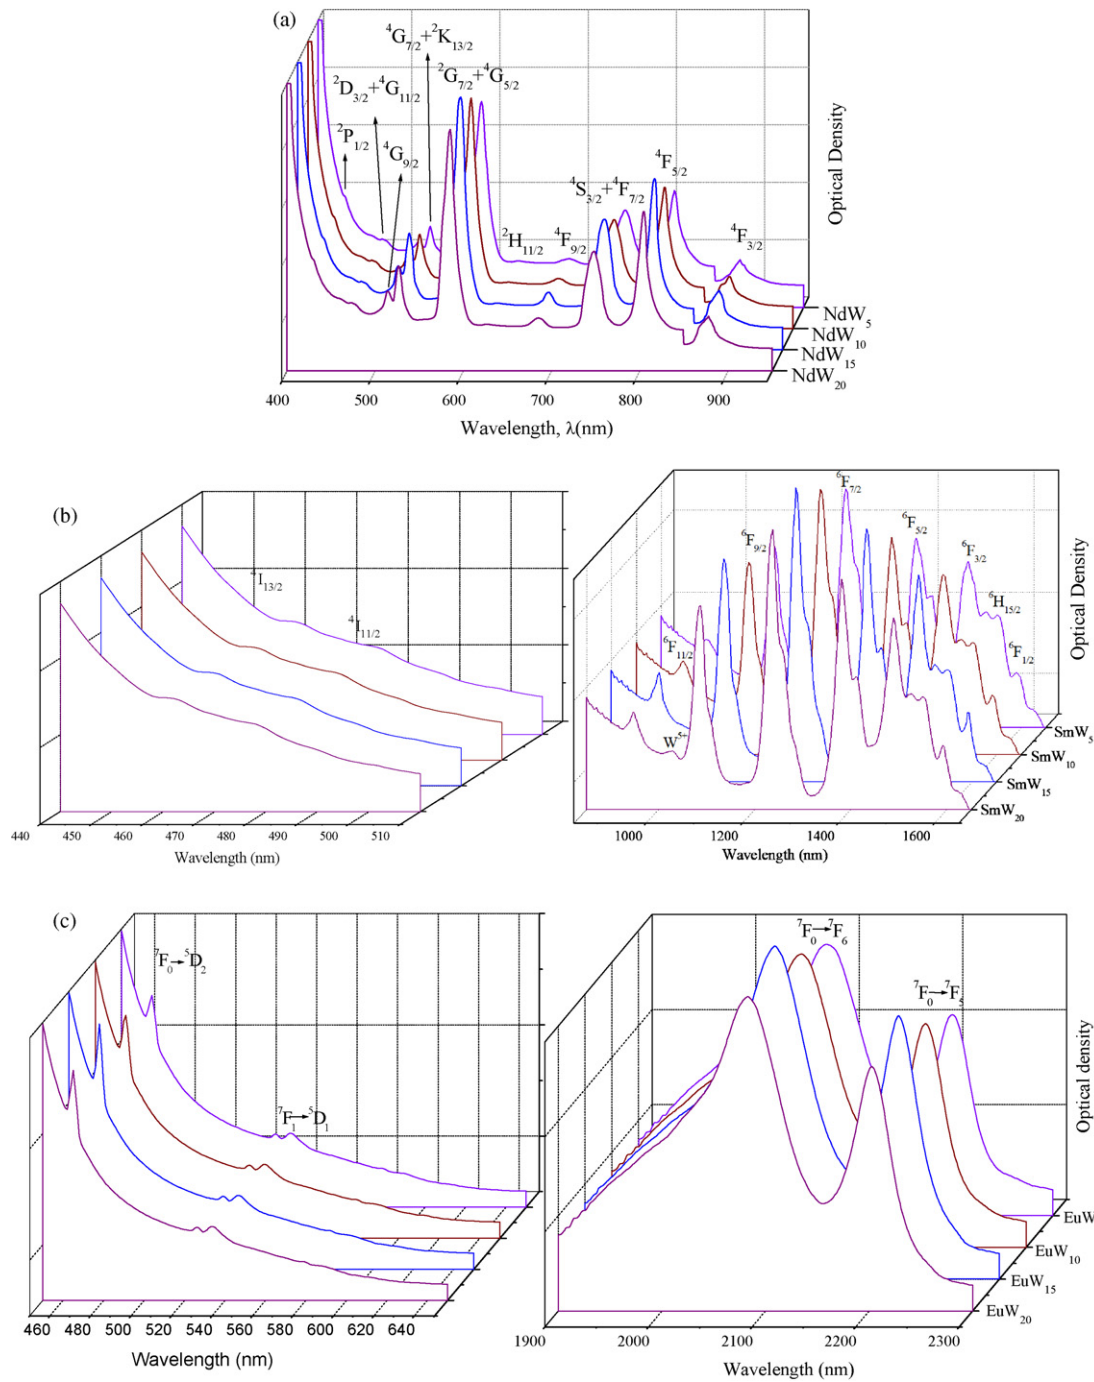 (a)
⁴G₇/₂+²K₁₃/₂
²G₇/₂+⁴G₅/₂
²D₃/₂+⁴G₁₁/₂
²P₁/₂
⁴G₉/₂
⁴F₅/₂
⁴S₃/₂+⁴F₇/₂
²H₁₁/₂
⁴F₉/₂
⁴F₃/₂
Optical Density
NdW₅
NdW₁₀
NdW₁₅
NdW₂₀
400 500 600 700 800 900
Wavelength, λ(nm)
(b)
⁴I₁₃/₂
⁴I₁₁/₂
440 450 460 470 480 490 500 510
Wavelength (nm)
⁶F₇/₂
⁶F₉/₂
⁶F₅/₂
⁶F₃/₂
⁶H₁₅/₂
⁶F₁₁/₂
⁶F₁/₂
W⁵⁺
Optical Density
SmW₅
SmW₁₀
SmW₁₅
SmW₂₀
1000 1200 1400 1600
Wavelength (nm)
(c)
⁷F₀→⁵D₂
⁷F₁→⁵D₁
460 480 500 520 540 560 580 600 620 640
Wavelength (nm)
⁷F₀→⁷F₆
⁷F₀→⁷F₅
Optical density
EuW
EuW₁₀
EuW₁₅
EuW₂₀
1900 2000 2100 2200 2300
Wavelength (nm)